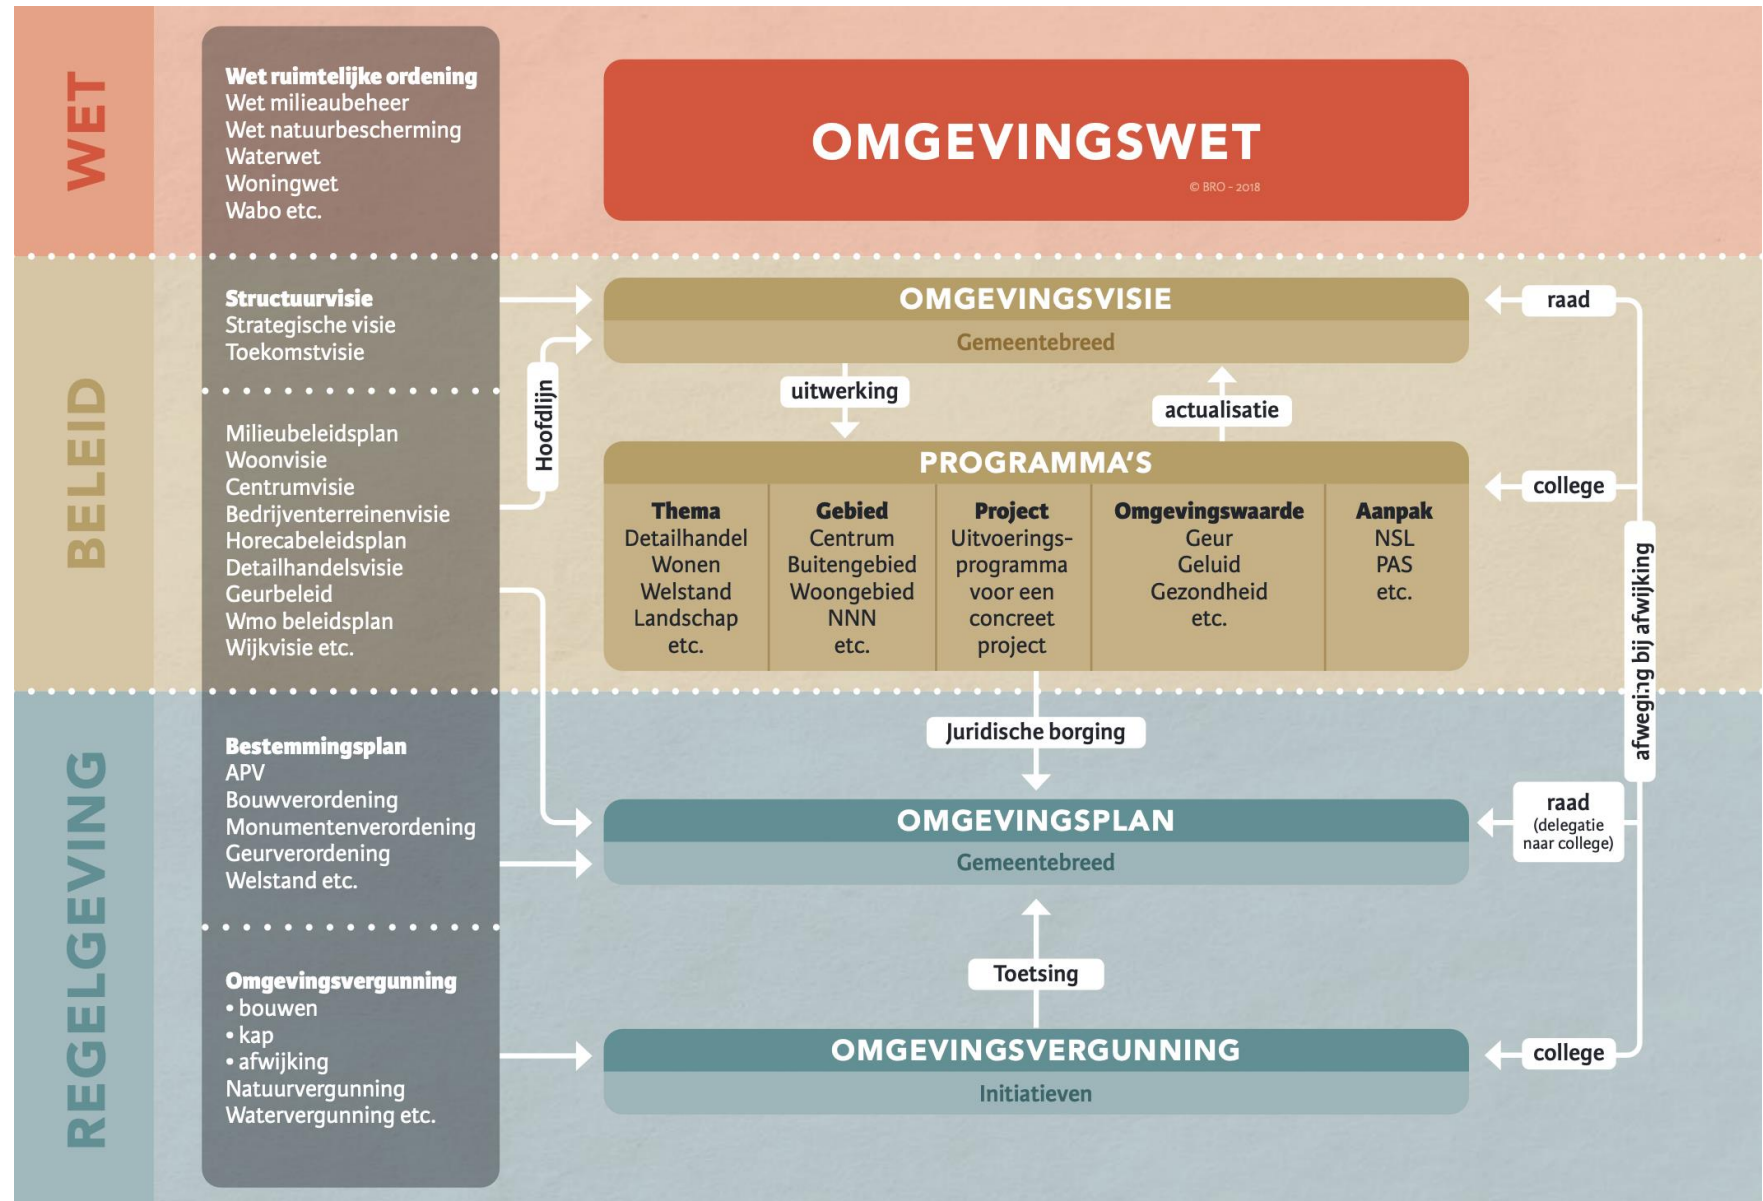 WET
Wet ruimtelijke ordening
Wet milieaubeheer
Wet natuurbescherming
Waterwet
Woningwet
Wabo etc.
OMGEVINGSWET
© BRO - 2018
BELEID
Structuurvisie
Strategische visie
Toekomstvisie
Milieubeleidsplan
Woonvisie
Centrumvisie
Bedrijventerreinenvisie
Horecabeleidsplan
Detailhandelsvisie
Geurbeleid
Wmo beleidsplan
Wijkvisie etc.
Hoofdlijn
OMGEVINGSVISIE
Gemeentebreed
uitwerking
actualisatie
PROGRAMMA'S
Thema
Detailhandel
Wonen
Welstand
Landschap
etc.
Gebied
Centrum
Buitengebied
Woongebied
NNN
etc.
Project
Uitvoerings-
programma
voor een
concreet
project
Omgevingswaarde
Geur
Geluid
Gezondheid
etc.
Aanpak
NSL
PAS
etc.
raad
college
afweging bij afwijking
REGELGEVING
Bestemmingsplan
APV
Bouwverordening
Monumentenverordening
Geurverordening
Welstand etc.
Juridische borging
OMGEVINGSPLAN
Gemeentebreed
raad
(delegatie
naar college)
Toetsing
Omgevingsvergunning
• bouwen
• kap
• afwijking
Natuurvergunning
Watervergunning etc.
OMGEVINGSVERGUNNING
Initiatieven
college